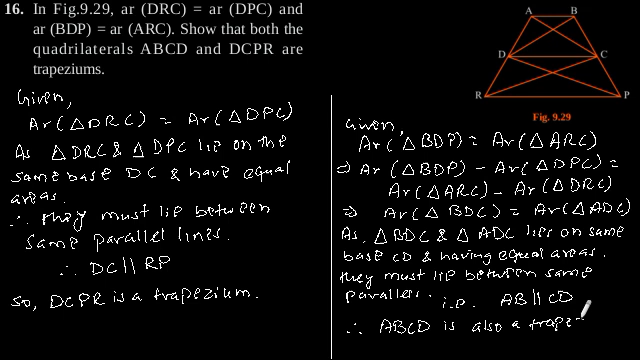 16. In Fig.9.29, ar (DRC) = ar (DPC) and
ar (BDP) = ar (ARC). Show that both the
quadrilaterals ABCD and DCPR are
trapeziums.
A B
D C
R P
Fig. 9.29
Given,
Ar(△DRC) = Ar(△DPC)
As △DRC & △DPC lie on the
same base DC & have equal
areas.
∴ they must lie between
same parallel lines.
∴ DC || RP
So, DCPR is a trapezium.
Given,
Ar(△BDP) = Ar(△ARC)
⇒ Ar(△BDP) - Ar(△DPC) =
Ar(△ARC) - Ar(△DRC)
⇒ Ar(△BDC) = Ar(△ADC)
As, △BDC & △ADC lies on same
base CD & having equal areas.
they must lie between same
parallels. i.e. AB || CD
∴ ABCD is also a trape